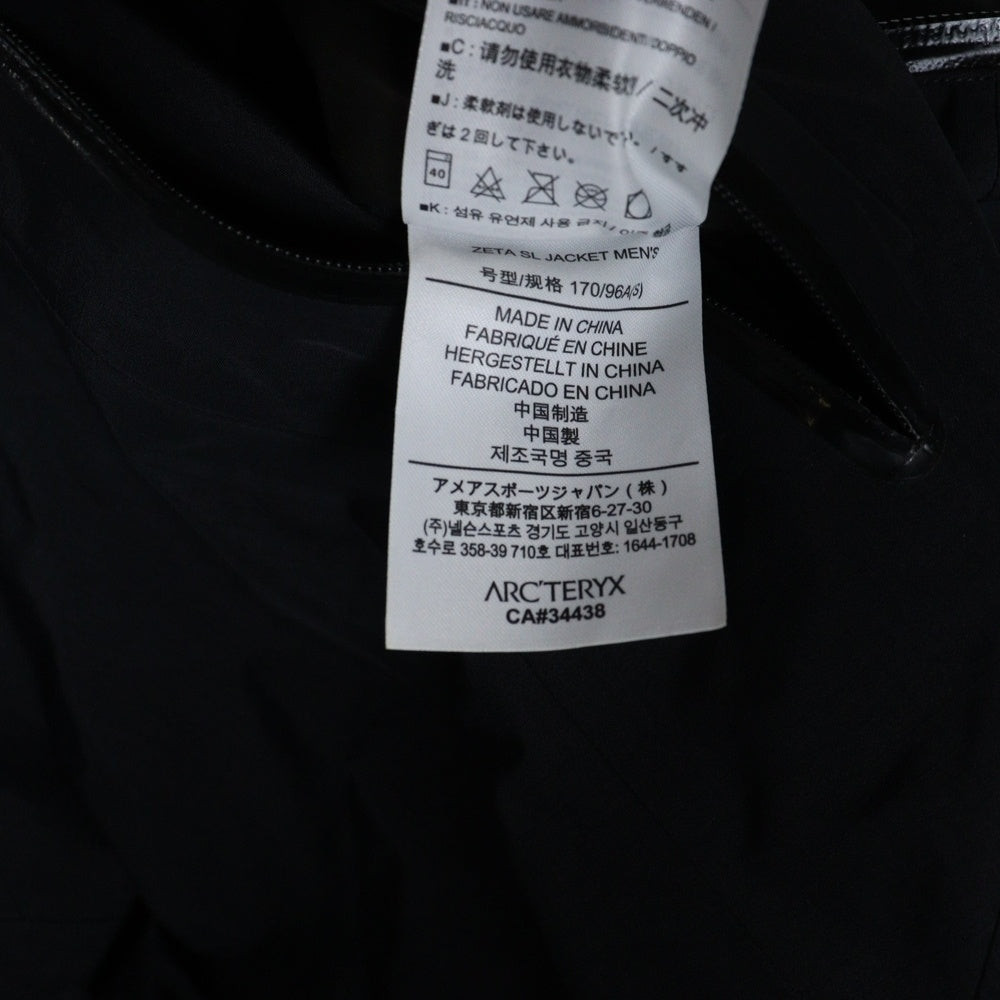 IT : NON USARE AMMORBIDENTI/DOPPIO
RISCIACQUO
■C : 请勿使用衣物柔软剂/二次冲
洗
■J : 柔軟剤は使用しないで
ぎは2回して下さい。
40
■K : 섬유 유연제 사용 금지/
ZETA SL JACKET MEN'S
号型/规格 170/96A(S)
MADE IN CHINA
FABRIQUÉ EN CHINE
HERGESTELLT IN CHINA
FABRICADO EN CHINA
中国制造
中国製
제조국명 중국
アメアスポーツジャパン ( 株 )
東京都新宿区新宿6-27-30
(주)넬슨스포츠 경기도 고양시 일산동구
호수로 358-39 710호 대표번호: 1644-1708
ARC'TERYX
CA#34438